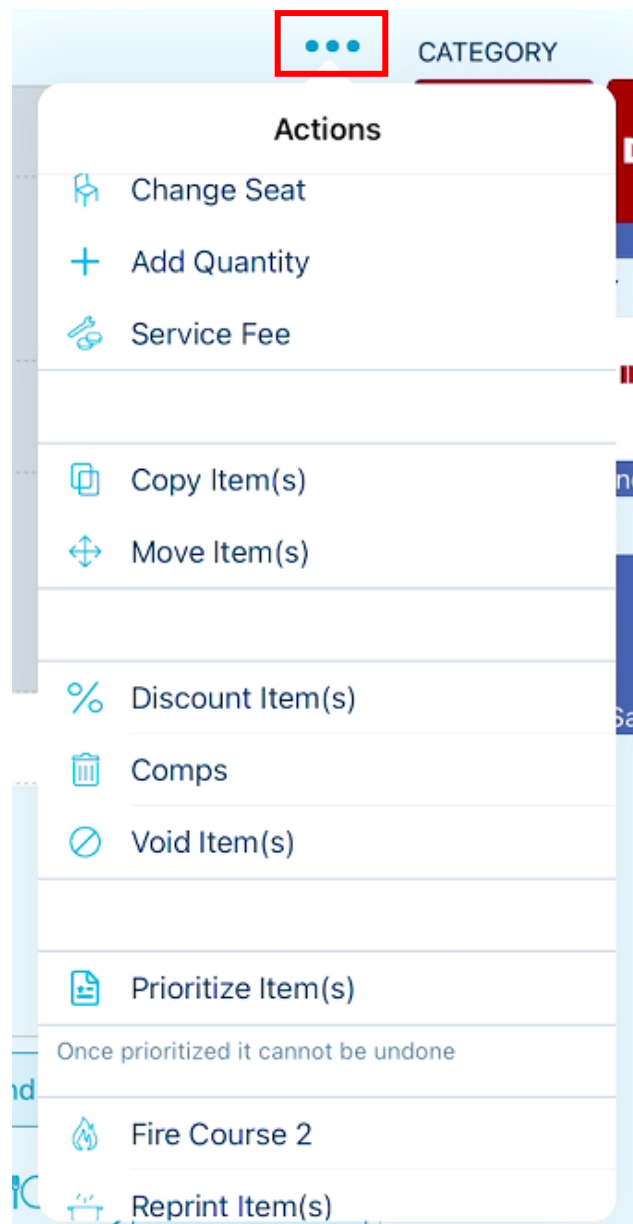 CATEGORY
Actions
Change Seat
Add Quantity
Service Fee
Copy Item(s)
Move Item(s)
Discount Item(s)
Comps
Void Item(s)
Prioritize Item(s)
Once prioritized it cannot be undone
Fire Course 2
Reprint Item(s)